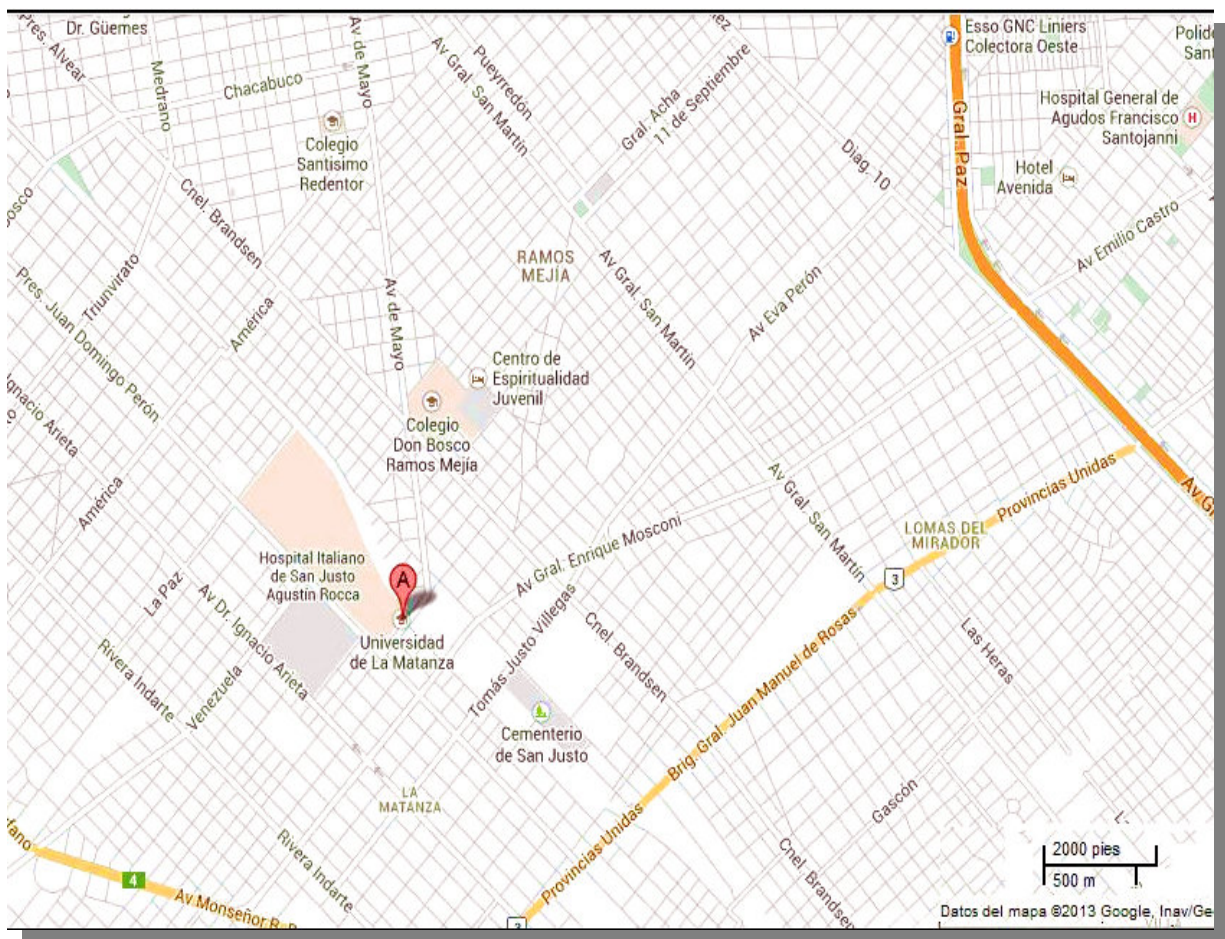 Dr. Güemes
Pres. Alvear
Medrano
Chacabuco
Av de Mayo
Av Gral. San Martín
Pueyrredón
Gral. Acha
11 de Septiembre
Esso GNC Liniers
Colectora Oeste
Hospital General de
Agudos Francisco
Santojanni
H
Gral. Paz
Hotel
Avenida
Diag. 10
Colegio
Santisimo
Redentor
Cnel. Brandsen
Av Emilio Castro
RAMOS
MEJÍA
Av Gral. San Martín
Av Eva Perón
Triunvirato
América
Av de Mayo
Pres. Juan Domingo Perón
Centro de
Espiritualidad
Juvenil
Colegio
Don Bosco
Ramos Mejía
Ignacio Arieta
América
Av Gral. San Martín
Provincias Unidas
LOMAS DEL
MIRADOR
3
Av Gral. Enrique Mosconi
Hospital Italiano
de San Justo
Agustín Rocca
A
La Paz
Av Dr. Ignacio Arieta
Universidad
de La Matanza
Tomás Justo Villegas
Cnel. Brandsen
Brig. Gral. Juan Manuel de Rosas
Las Heras
Rivera Indarte
Venezuela
Cementerio
de San Justo
LA
MATANZA
Gascón
Provincias Unidas
Rivera Indarte
Cnel. Brandsen
4
Av Monseñor
3
2000 pies
500 m
Datos del mapa ©2013 Google, Inav/Ge